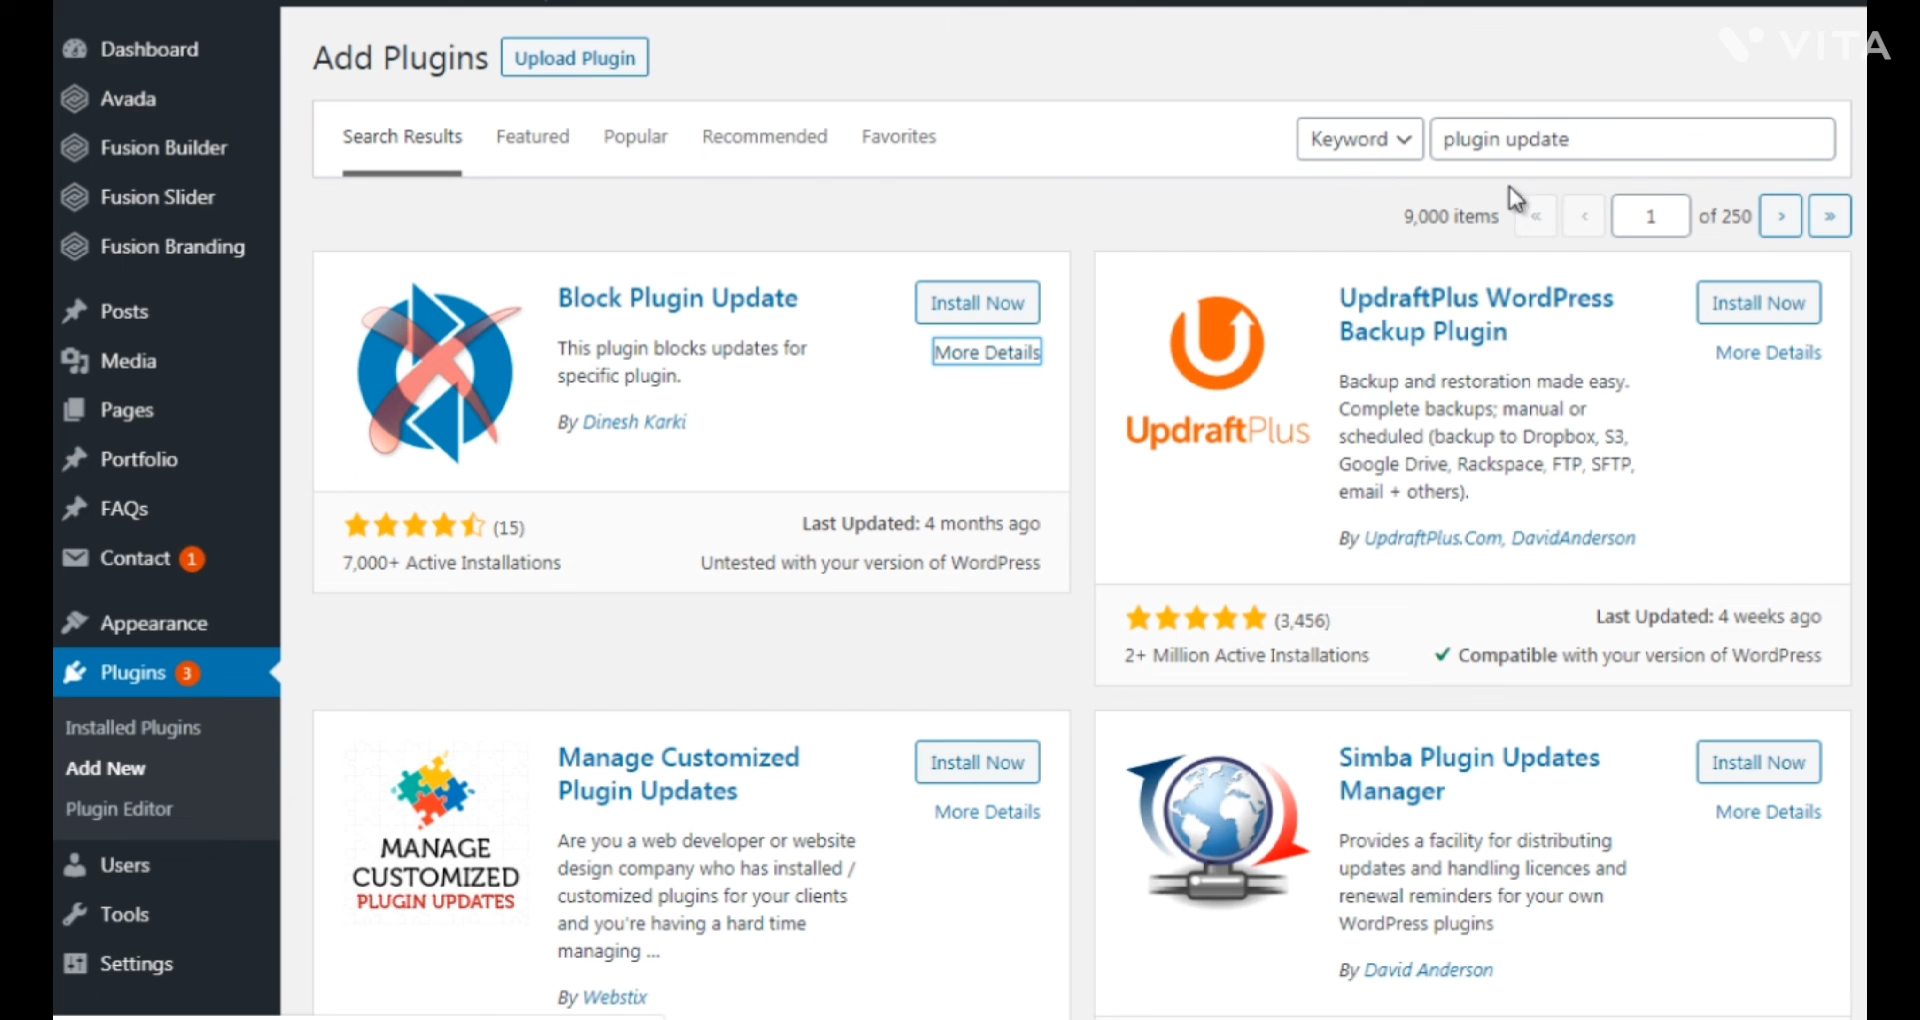 VITA
Dashboard
Avada
Fusion Builder
Fusion Slider
Fusion Branding
Posts
Media
Pages
Portfolio
FAQs
Contact 1
Appearance
Plugins 3
Installed Plugins
Add New
Plugin Editor
Users
Tools
Settings
Add Plugins Upload Plugin
Search Results Featured Popular Recommended Favorites Keyword plugin update
9,000 items « ‹ 1 of 250 › »
Block Plugin Update
Install Now
More Details
This plugin blocks updates for
specific plugin.
By Dinesh Karki
(15)
Last Updated: 4 months ago
7,000+ Active Installations
Untested with your version of WordPress
UpdraftPlus
UpdraftPlus WordPress
Backup Plugin
Install Now
More Details
Backup and restoration made easy.
Complete backups; manual or
scheduled (backup to Dropbox, S3,
Google Drive, Rackspace, FTP, SFTP,
email + others).
By UpdraftPlus.Com, DavidAnderson
(3,456)
Last Updated: 4 weeks ago
2+ Million Active Installations
Compatible with your version of WordPress
MANAGE
CUSTOMIZED
PLUGIN UPDATES
Manage Customized
Plugin Updates
Install Now
More Details
Are you a web developer or website
design company who has installed /
customized plugins for your clients
and you're having a hard time
managing ...
By Webstix
Simba Plugin Updates
Manager
Install Now
More Details
Provides a facility for distributing
updates and handling licences and
renewal reminders for your own
WordPress plugins
By David Anderson